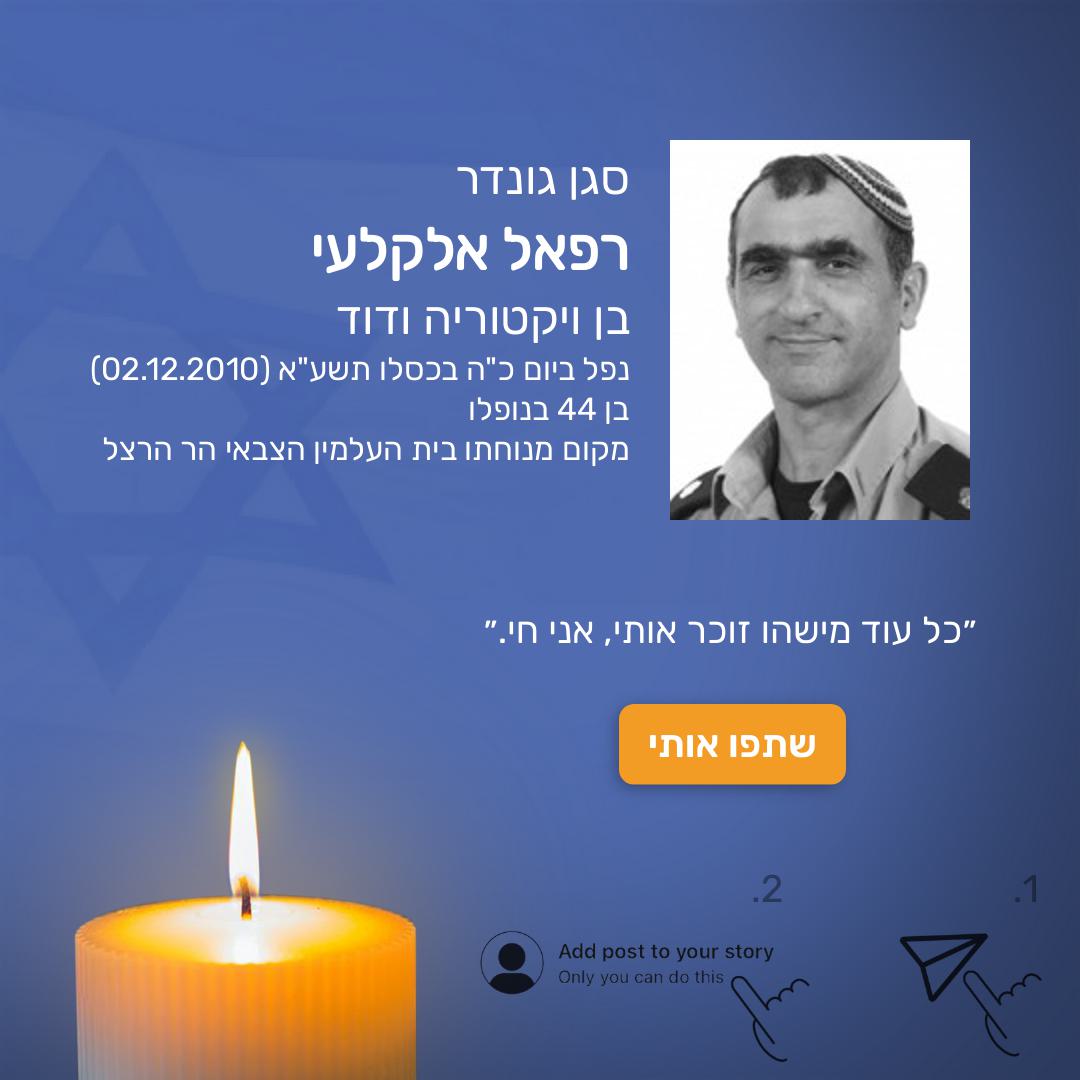 סגן גונדר
רפאל אלקלעי
בן ויקטוריה ודוד
נפל ביום כ"ה בכסלו תשע"א (02.12.2010)
בן 44 בנופלו
מקום מנוחתו בית העלמין הצבאי הר הרצל
״כל עוד מישהו זוכר אותי, אני חי.״
שתפו אותי
1.
2.
Add post to your story
Only you can do this